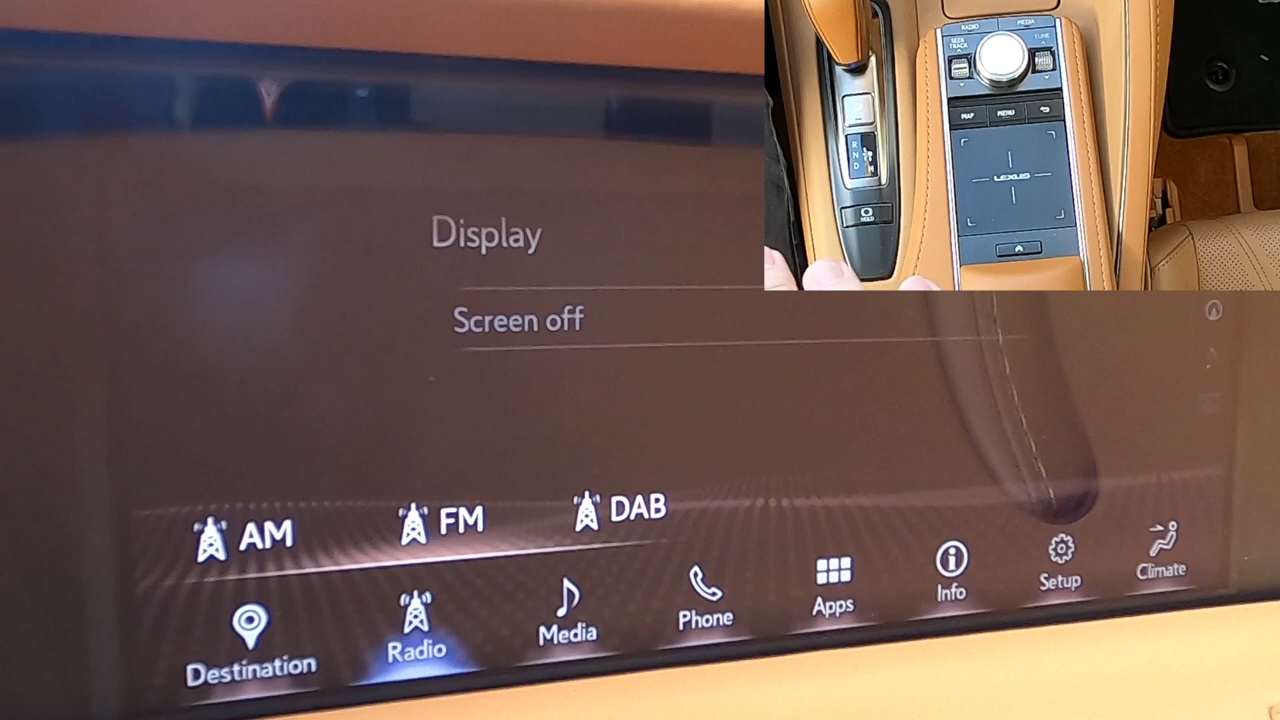 Display
Screen off
AM FM DAB
Destination Radio Media Phone Apps Info Setup Climate
RADIO MEDIA
SEEK TRACK TUNE
MAP MENU
LEXUS
R
N
D
N
HOLD